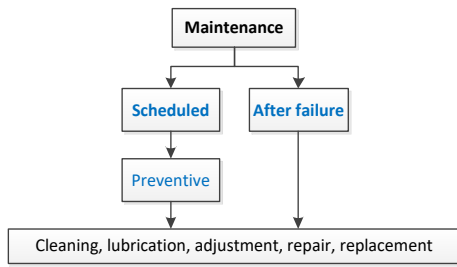 Maintenance
Scheduled
After failure
Preventive
Cleaning, lubrication, adjustment, repair, replacement